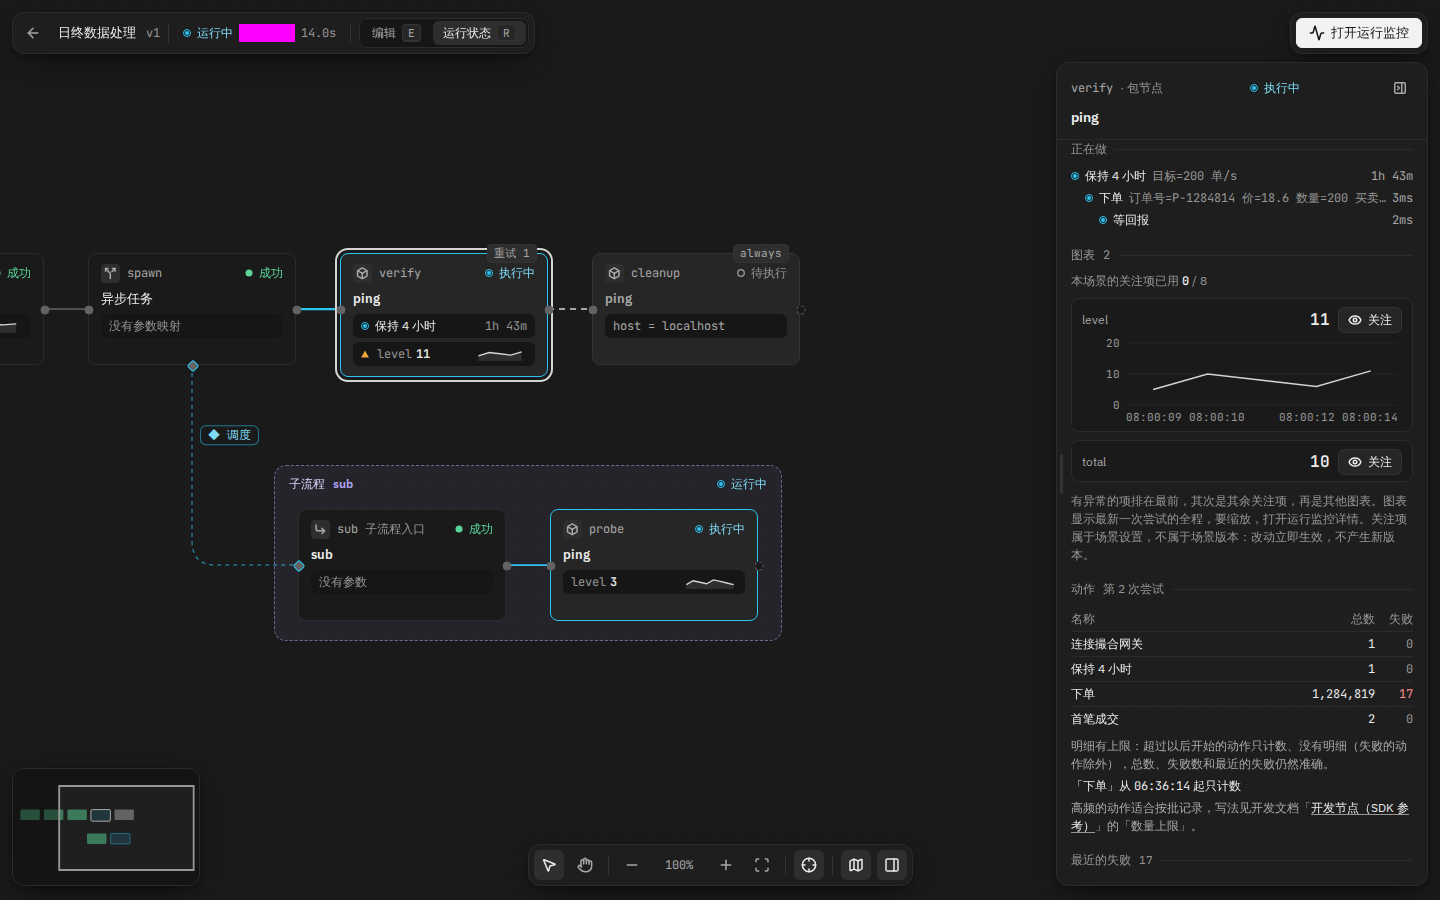 日终数据处理 v1 运行中 14.0s 编辑 E 运行状态 R
打开运行监控
verify · 包节点 执行中
ping
正在做
保持 4 小时 目标=200 单/s 1h 43m
下单 订单号=P-1284814 价=18.6 数量=200 买卖… 3ms
等回报 2ms
图表 2
本场景的关注项已用 0 / 8
level 11 关注
20
10
0
08:00:09 08:00:10 08:00:12 08:00:14
total 10 关注
有异常的项排在最前，其次是其余关注项，再是其他图表。图表
显示最新一次尝试的全程，要缩放，打开运行监控详情。关注项
属于场景设置，不属于场景版本：改动立即生效，不产生新版
本。
动作 第 2 次尝试
名称 总数 失败
连接撮合网关 1 0
保持 4 小时 1 0
下单 1,284,819 17
首笔成交 2 0
明细有上限：超过以后开始的动作只计数、没有明细（失败的动
作除外），总数、失败数和最近的失败仍然准确。
「下单」从 06:36:14 起只计数
高频的动作适合按批记录，写法见开发文档「开发节点（SDK 参
考）」的「数量上限」。
最近的失败 17
成功
spawn 成功
异步任务
没有参数映射
重试 1
verify 执行中
ping
保持 4 小时 1h 43m
level 11
always
cleanup 待执行
ping
host = localhost
调度
子流程 sub 运行中
sub 子流程入口 成功
sub
没有参数
probe 执行中
ping
level 3
100%